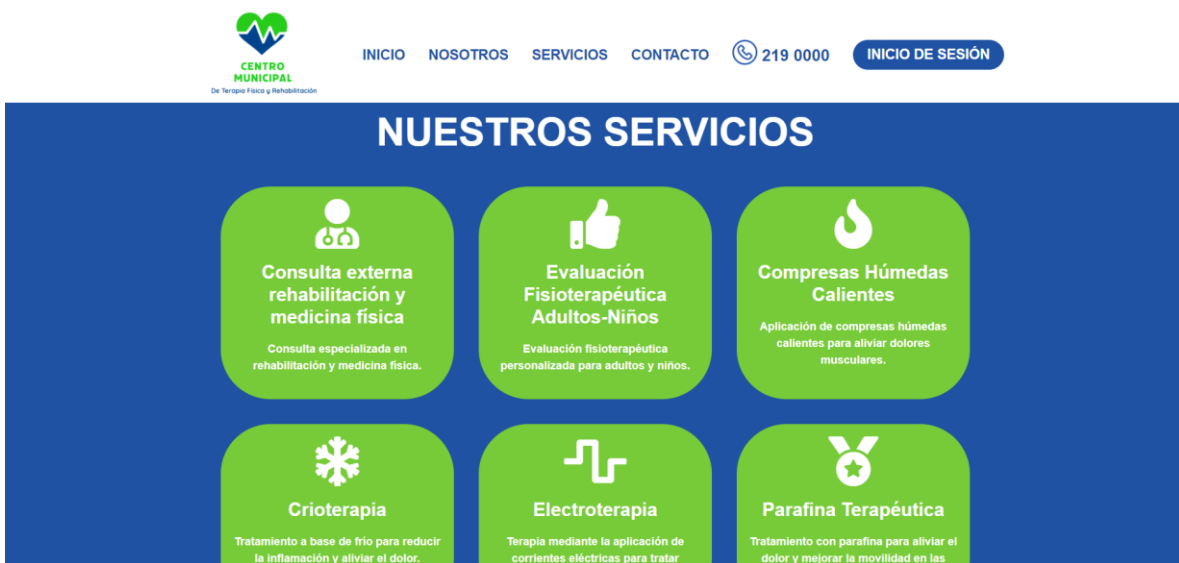 CENTRO
MUNICIPAL
De Terapia Física y Rehabilitación
INICIO NOSOTROS SERVICIOS CONTACTO 219 0000 INICIO DE SESIÓN
NUESTROS SERVICIOS
Consulta externa
rehabilitación y
medicina física
Consulta especializada en
rehabilitación y medicina física.
Evaluación
Fisioterapéutica
Adultos-Niños
Evaluación fisioterapéutica
personalizada para adultos y niños.
Compresas Húmedas
Calientes
Aplicación de compresas húmedas
calientes para aliviar dolores
musculares.
Crioterapia
Tratamiento a base de frío para reducir
la inflamación y aliviar el dolor.
Electroterapia
Terapia mediante la aplicación de
corrientes eléctricas para tratar
Parafina Terapéutica
Tratamiento con parafina para aliviar el
dolor y mejorar la movilidad en las